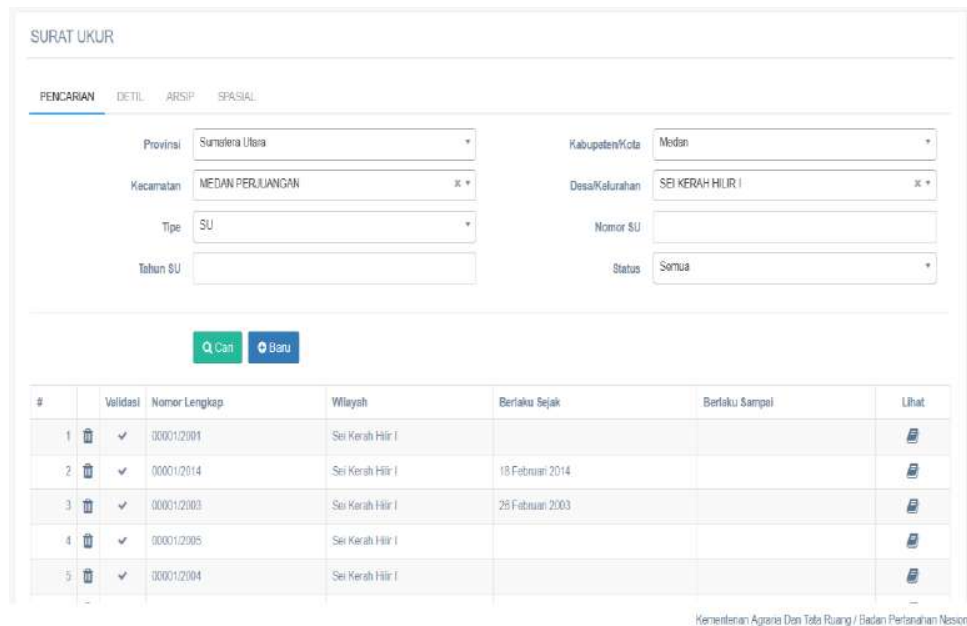 SURAT UKUR
PENCARIAN DETIL ARSIP SPASIAL
Provinsi Sumatera Utara Kabupaten/Kota Medan
Kecamatan MEDAN PERJUANGAN Desa/Kelurahan SEI KERAH HILIR I
Tipe SU Nomor SU
Tahun SU Status Semua
Cari Baru
# Validasi Nomor Lengkap Wilayah Berlaku Sejak Berlaku Sampai Lihat
1 00001/2001 Sei Kerah Hilir I
2 00001/2014 Sei Kerah Hilir I 18 Februari 2014
3 00001/2003 Sei Kerah Hilir I 26 Februari 2003
4 00001/2005 Sei Kerah Hilir I
5 00001/2004 Sei Kerah Hilir I
Kementerian Agraria Dan Tata Ruang / Badan Pertanahan Nasion